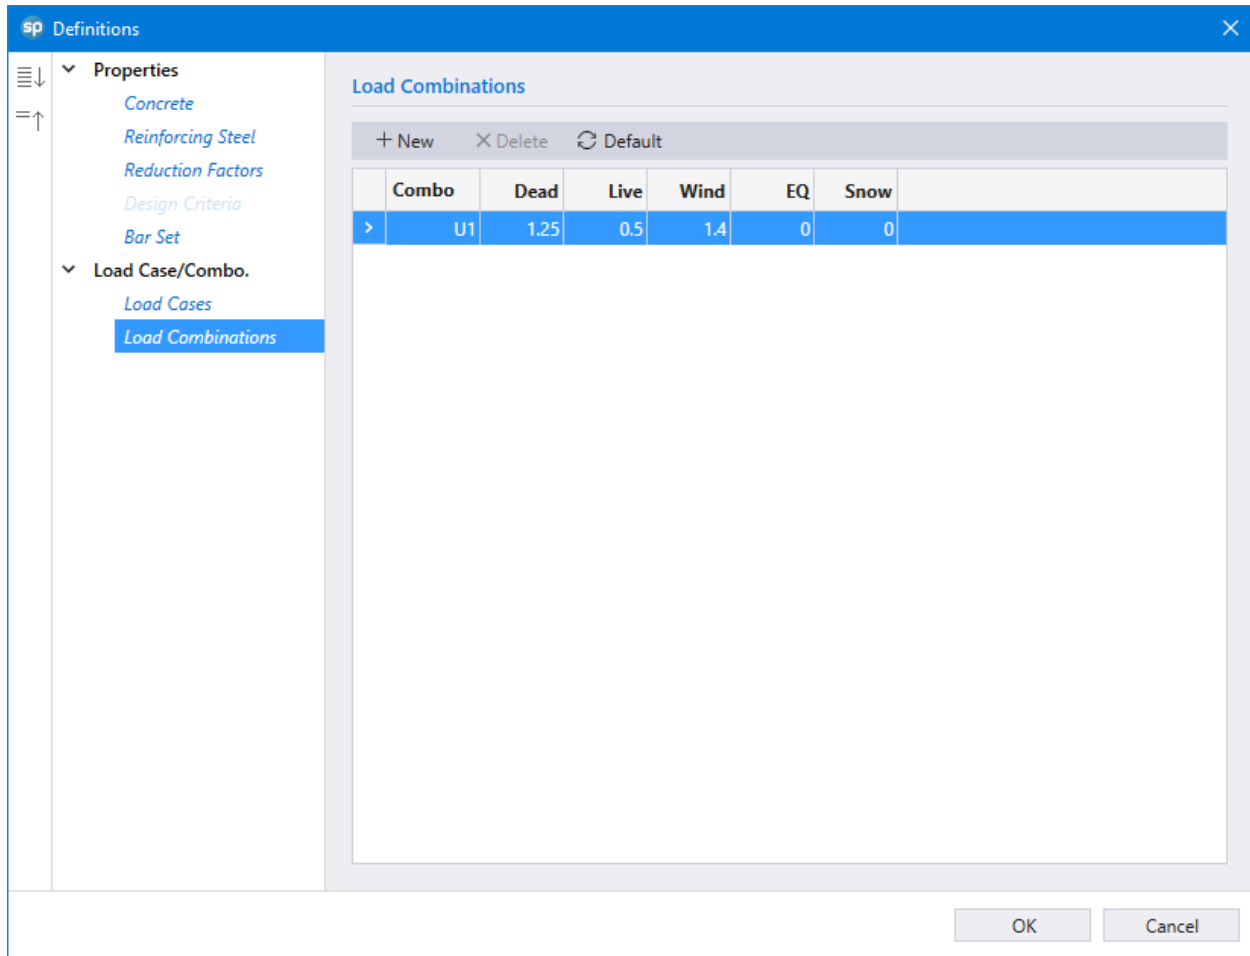 sp Definitions
Properties
Concrete
Reinforcing Steel
Reduction Factors
Design Criteria
Bar Set
Load Case/Combo.
Load Cases
Load Combinations
Load Combinations
New Delete Default
Combo Dead Live Wind EQ Snow
U1 1.25 0.5 1.4 0 0
OK Cancel